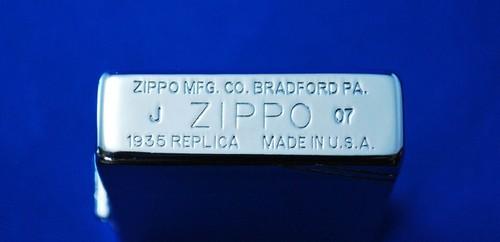 ZIPPO MFG. CO. BRADFORD PA.
J ZIPPO 07
1935 REPLICA MADE IN U.S.A.